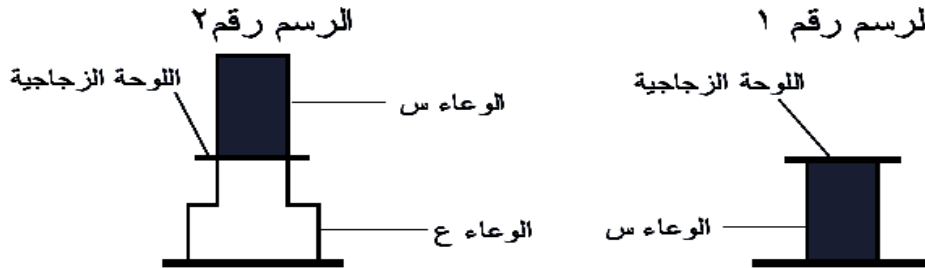 لرسم رقم ١
الرسم رقم٢
اللوحة الزجاجية
اللوحة الزجاجية
الوعاء س
الوعاء س
الوعاء ع